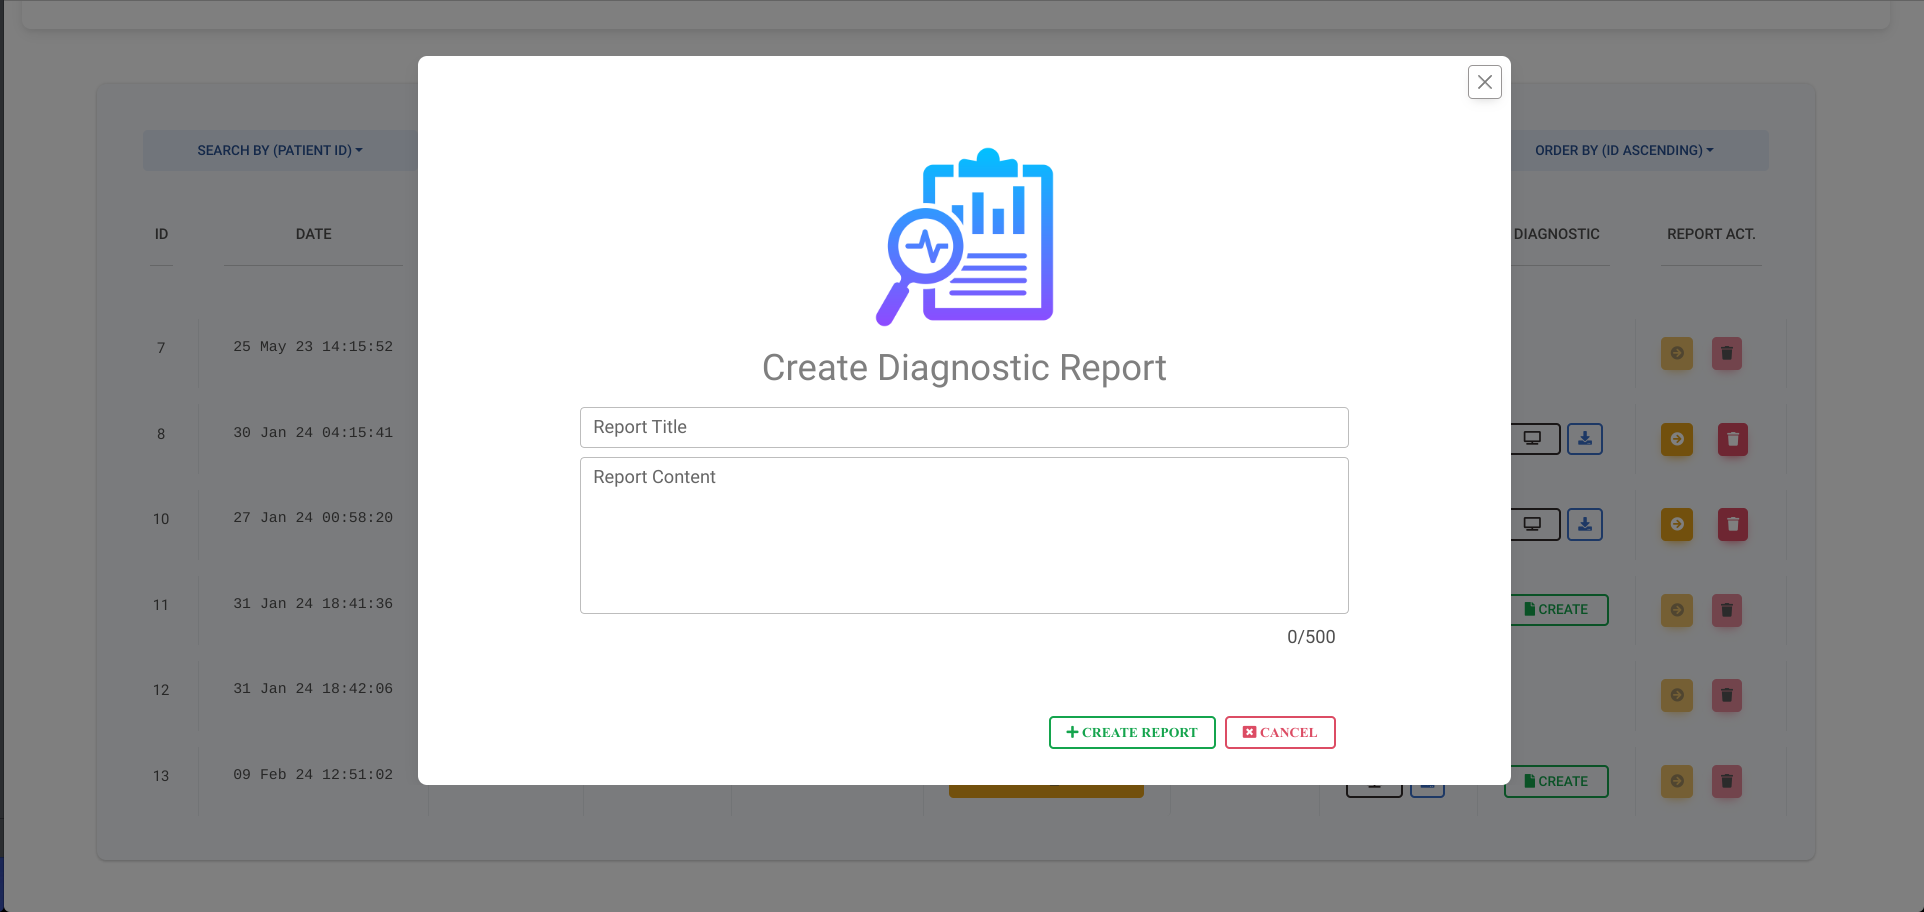 SEARCH BY (PATIENT ID)
ORDER BY (ID ASCENDING)
ID
DATE
DIAGNOSTIC
REPORT ACT.
Create Diagnostic Report
Report Title
Report Content
0/500
CREATE REPORT
CANCEL
7
25 May 23 14:15:52
8
30 Jan 24 04:15:41
10
27 Jan 24 00:58:20
11
31 Jan 24 18:41:36
CREATE
12
31 Jan 24 18:42:06
13
09 Feb 24 12:51:02
CREATE